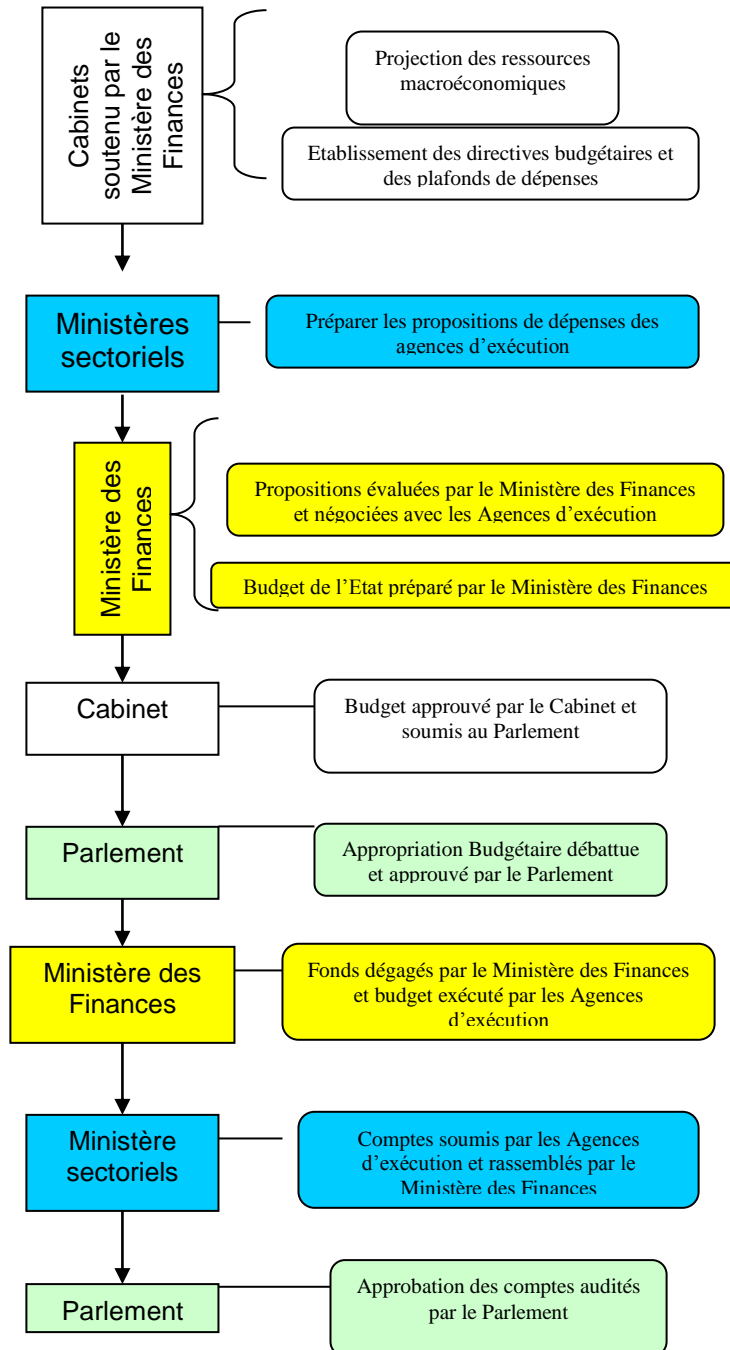 Cabinets
soutenu par le
Ministère des
Finances
Projection des ressources
macroéconomiques
Etablissement des directives budgétaires et
des plafonds de dépenses
Ministères
sectoriels
Préparer les propositions de dépenses des
agences d’exécution
Ministère des
Finances
Propositions évaluées par le Ministère des Finances
et négociées avec les Agences d’exécution
Budget de l’Etat préparé par le Ministère des Finances
Cabinet
Budget approuvé par le Cabinet et
soumis au Parlement
Parlement
Appropriation Budgétaire débattue
et approuvé par le Parlement
Ministère des
Finances
Fonds dégagés par le Ministère des Finances
et budget exécuté par les Agences
d’exécution
Ministère
sectoriels
Comptes soumis par les Agences
d’exécution et rassemblés par le
Ministère des Finances
Parlement
Approbation des comptes audités
par le Parlement